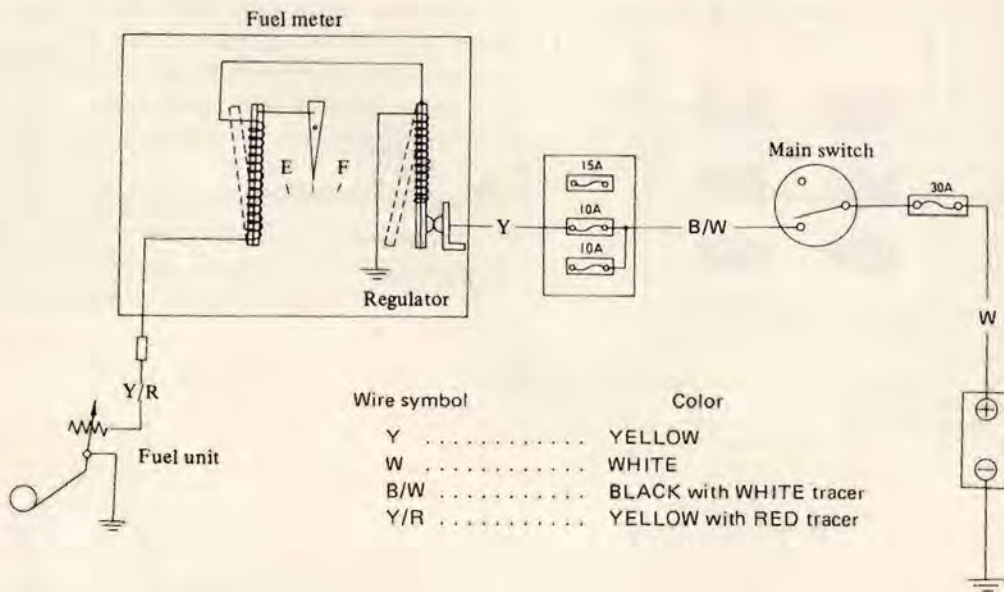 Fuel meter
E F
Regulator
Y
15A
10A
10A
B/W
Main switch
30A
W
Y/R
Fuel unit
Wire symbol Color
Y . . . . . . . . . . . . YELLOW
W . . . . . . . . . . . . WHITE
B/W . . . . . . . . . . . BLACK with WHITE tracer
Y/R . . . . . . . . . . . YELLOW with RED tracer